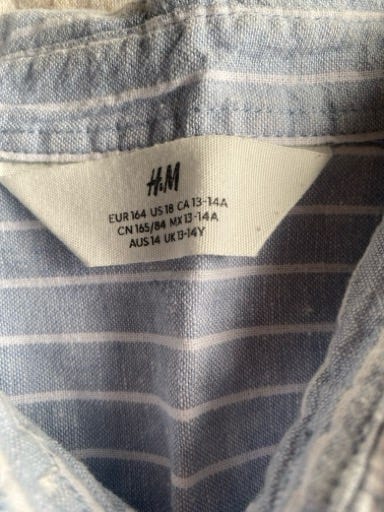 H&M
EUR 164 US 18 CA 13-14A
CN 165/84 MX 13-14A
AUS 14 UK 13-14Y